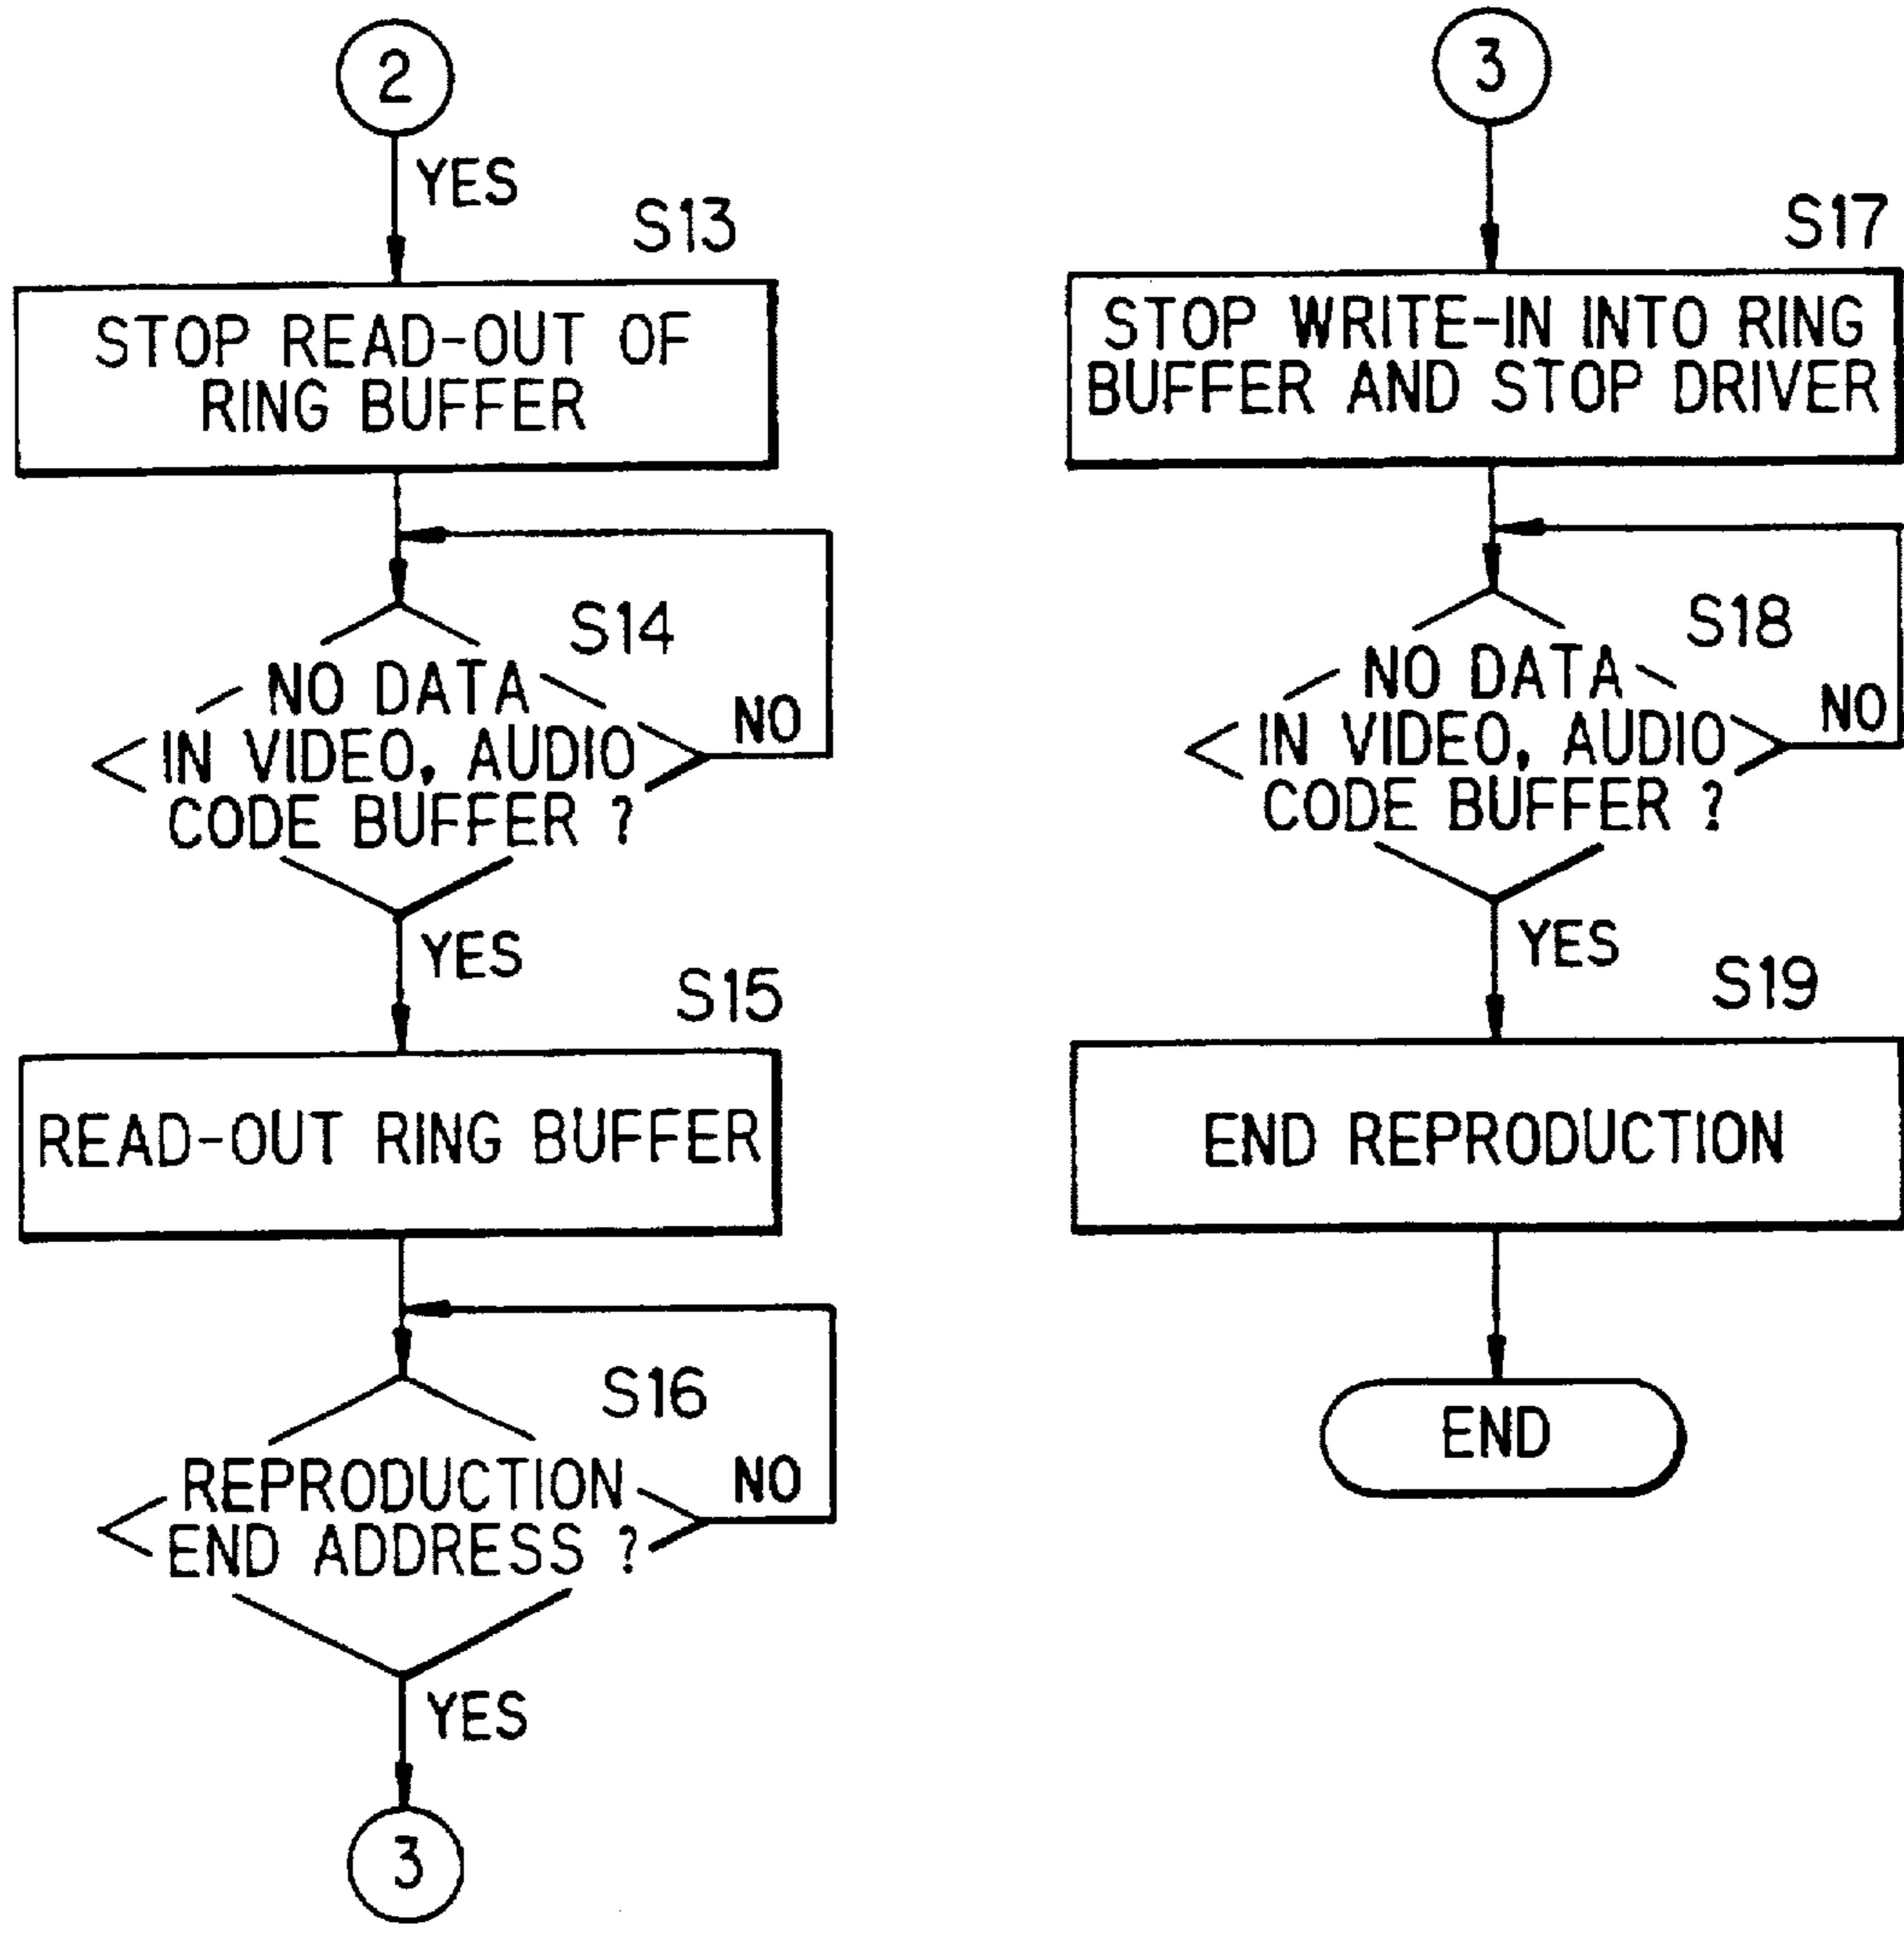 2
YES
S13
STOP READ-OUT OF
RING BUFFER
S14
NO DATA
IN VIDEO, AUDIO
CODE BUFFER ?
NO
YES
S15
READ-OUT RING BUFFER
S16
REPRODUCTION
END ADDRESS ?
NO
YES
3
3
S17
STOP WRITE-IN INTO RING
BUFFER AND STOP DRIVER
S18
NO DATA
IN VIDEO, AUDIO
CODE BUFFER ?
NO
YES
S19
END REPRODUCTION
END